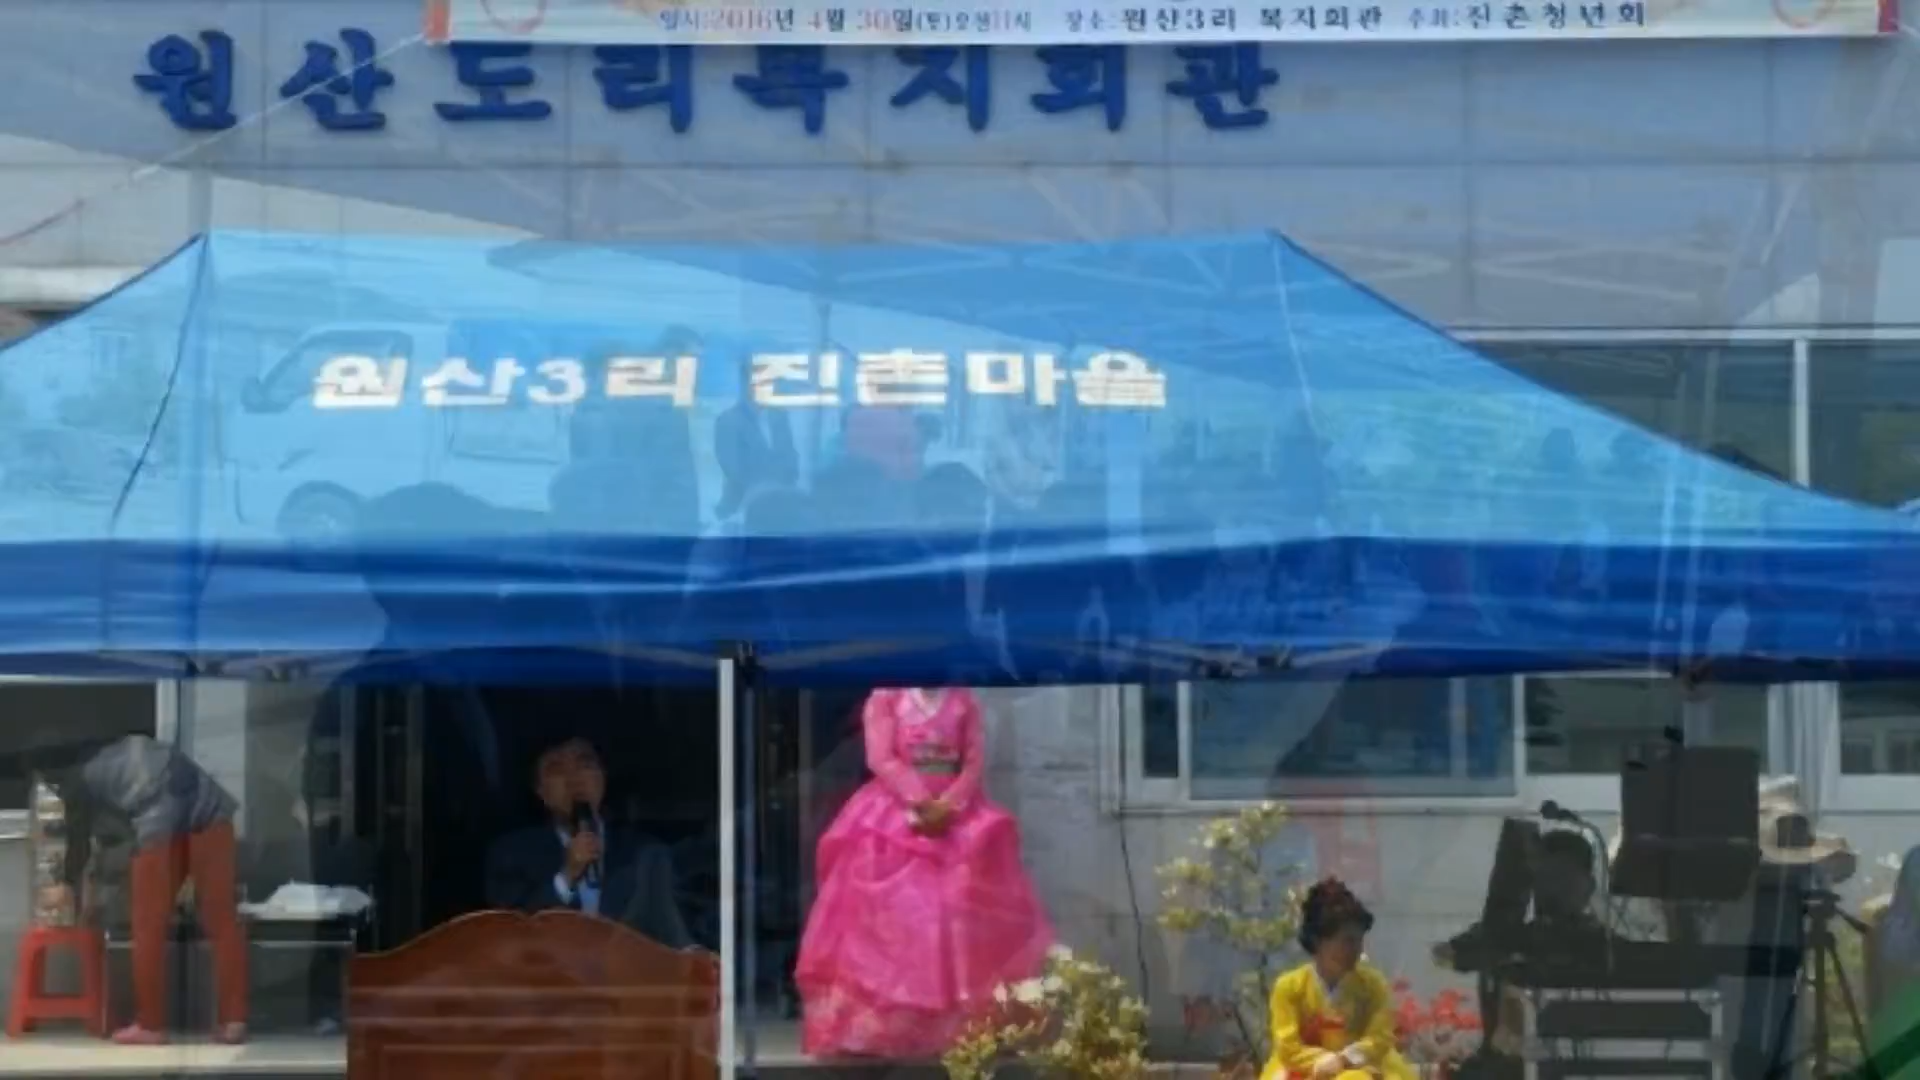 일시:2016년 4월 30일(토)오전11시 장소:원산3리 복지회관 주최:진촌청년회
원산도리복지회관
원산3리 진촌마을